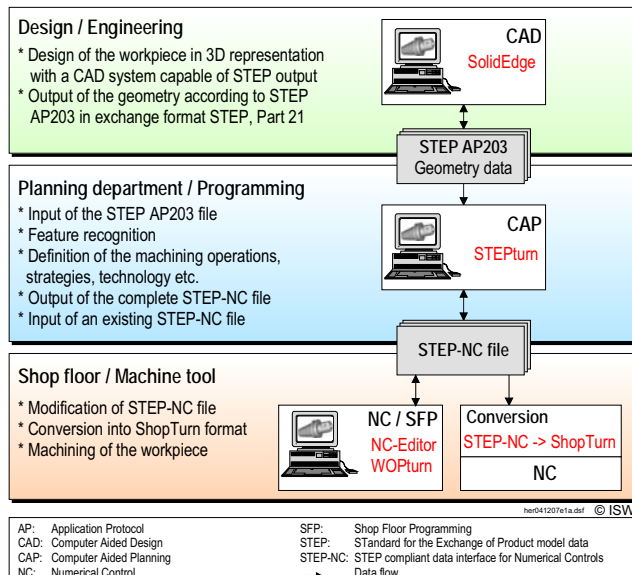 Design / Engineering
* Design of the workpiece in 3D representation
with a CAD system capable of STEP output
* Output of the geometry according to STEP
AP203 in exchange format STEP, Part 21
CAD
SolidEdge
STEP AP203
Geometry data
Planning department / Programming
* Input of the STEP AP203 file
* Feature recognition
* Definition of the machining operations,
strategies, technology etc.
* Output of the complete STEP-NC file
* Input of an existing STEP-NC file
CAP
STEPturn
STEP-NC file
Shop floor / Machine tool
* Modification of STEP-NC file
* Conversion into ShopTurn format
* Machining of the workpiece
NC / SFP
NC-Editor
WOPturn
Conversion
STEP-NC -> ShopTurn
NC
her041207e1a.dsf © ISW
AP: Application Protocol
CAD: Computer Aided Design
CAP: Computer Aided Planning
NC: Numerical Control
SFP: Shop Floor Programming
STEP: STandard for the Exchange of Product model data
STEP-NC: STEP compliant data interface for Numerical Controls
Data flow